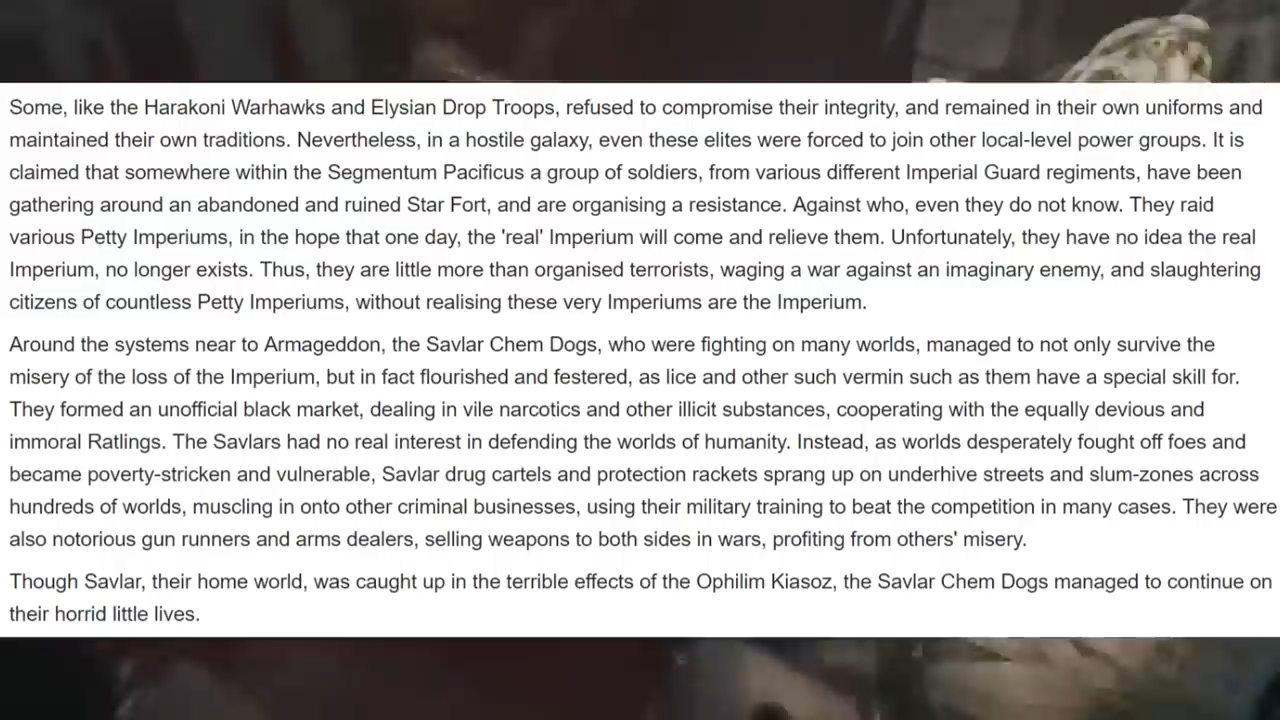 Some, like the Harakoni Warhawks and Elysian Drop Troops, refused to compromise their integrity, and remained in their own uniforms and
maintained their own traditions. Nevertheless, in a hostile galaxy, even these elites were forced to join other local-level power groups. It is
claimed that somewhere within the Segmentum Pacificus a group of soldiers, from various different Imperial Guard regiments, have been
gathering around an abandoned and ruined Star Fort, and are organising a resistance. Against who, even they do not know. They raid
various Petty Imperiums, in the hope that one day, the 'real' Imperium will come and relieve them. Unfortunately, they have no idea the real
Imperium, no longer exists. Thus, they are little more than organised terrorists, waging a war against an imaginary enemy, and slaughtering
citizens of countless Petty Imperiums, without realising these very Imperiums are the Imperium.
Around the systems near to Armageddon, the Savlar Chem Dogs, who were fighting on many worlds, managed to not only survive the
misery of the loss of the Imperium, but in fact flourished and festered, as lice and other such vermin such as them have a special skill for.
They formed an unofficial black market, dealing in vile narcotics and other illicit substances, cooperating with the equally devious and
immoral Ratlings. The Savlars had no real interest in defending the worlds of humanity. Instead, as worlds desperately fought off foes and
became poverty-stricken and vulnerable, Savlar drug cartels and protection rackets sprang up on underhive streets and slum-zones across
hundreds of worlds, muscling in onto other criminal businesses, using their military training to beat the competition in many cases. They were
also notorious gun runners and arms dealers, selling weapons to both sides in wars, profiting from others' misery.
Though Savlar, their home world, was caught up in the terrible effects of the Ophilim Kiasoz, the Savlar Chem Dogs managed to continue on
their horrid little lives.